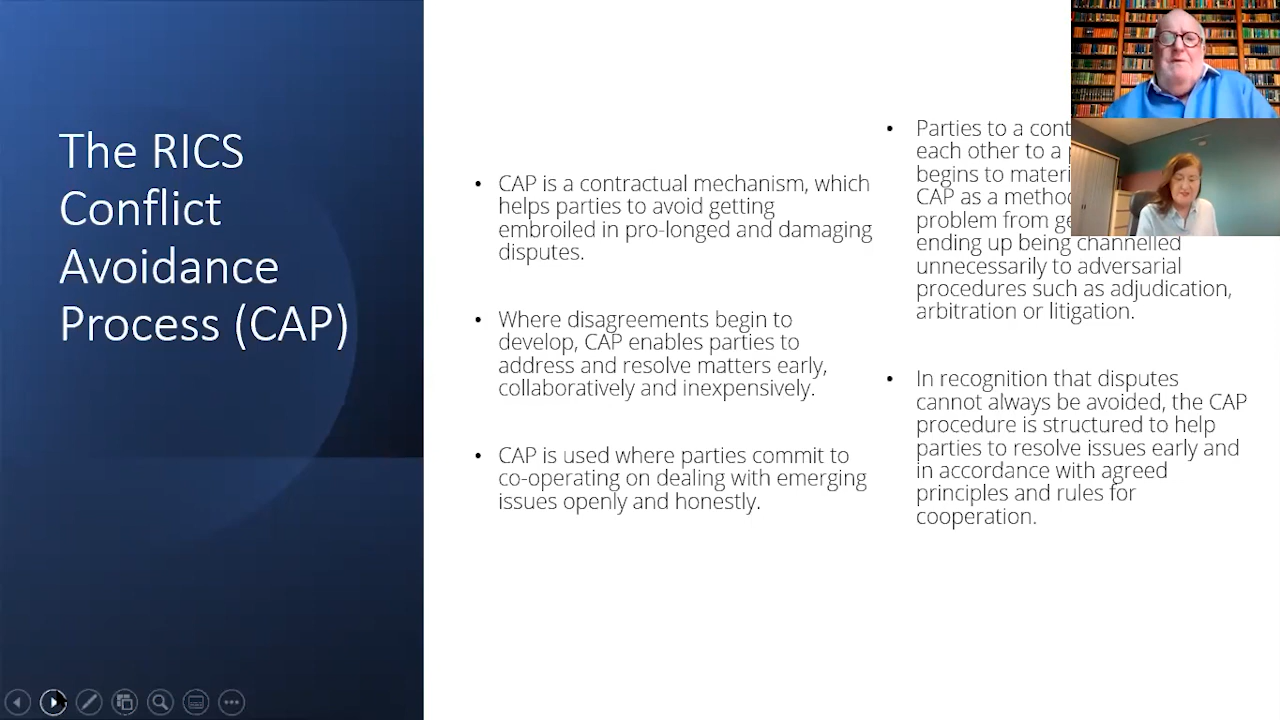 The RICS
Conflict
Avoidance
Process (CAP)
• CAP is a contractual mechanism, which
helps parties to avoid getting
embroiled in pro-longed and damaging
disputes.
• Where disagreements begin to
develop, CAP enables parties to
address and resolve matters early,
collaboratively and inexpensively.
• CAP is used where parties commit to
co-operating on dealing with emerging
issues openly and honestly.
• Parties to a
each other to a
begins to
CAP as a
problem from
ending up being channelled
unnecessarily to adversarial
procedures such as adjudication,
arbitration or litigation.
• In recognition that disputes
cannot always be avoided, the CAP
procedure is structured to help
parties to resolve issues early and
in accordance with agreed
principles and rules for
cooperation.